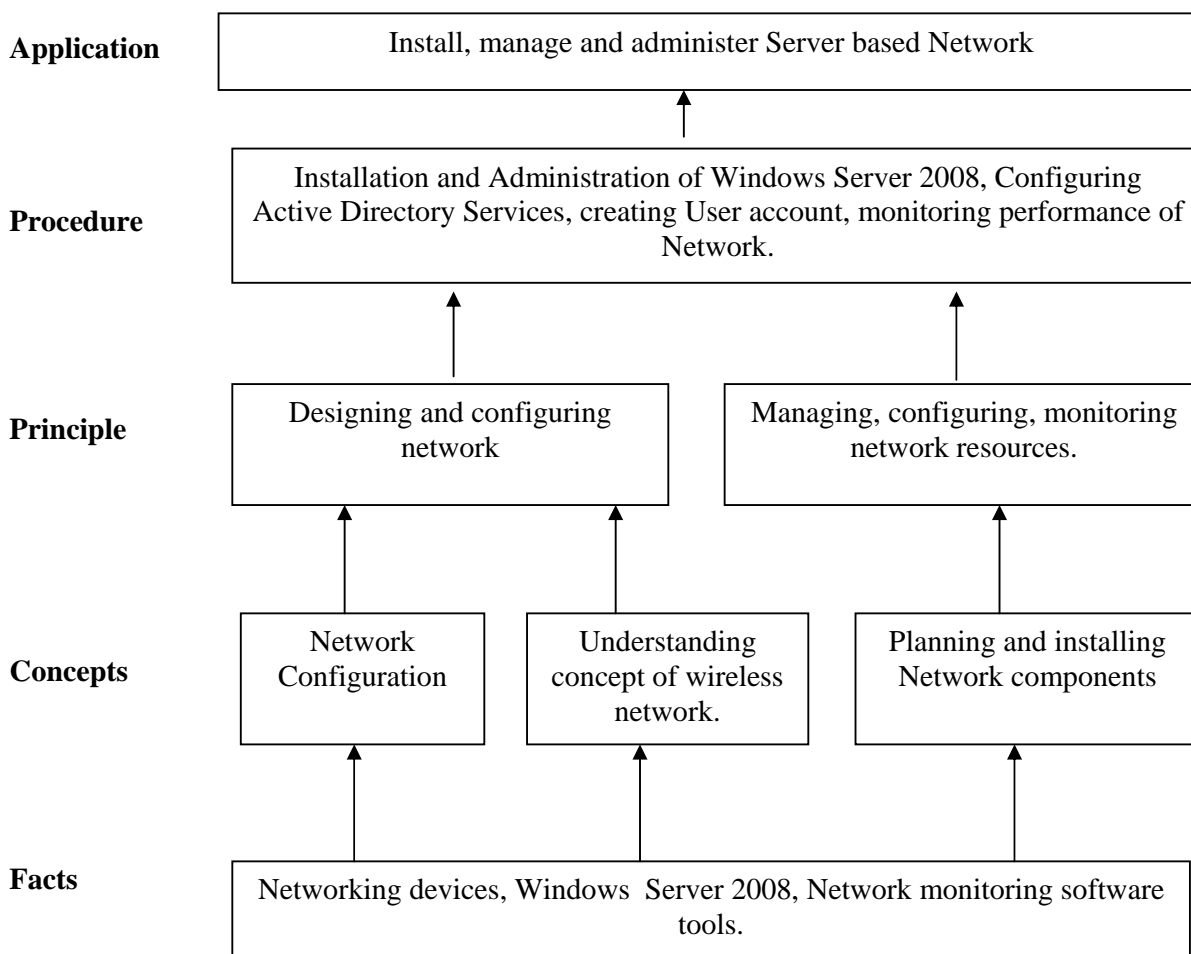 Application
Install, manage and administer Server based Network
Procedure
Installation and Administration of Windows Server 2008, Configuring
Active Directory Services, creating User account, monitoring performance of
Network.
Principle
Designing and configuring
network
Managing, configuring, monitoring
network resources.
Concepts
Network
Configuration
Understanding
concept of wireless
network.
Planning and installing
Network components
Facts
Networking devices, Windows  Server 2008, Network monitoring software
tools.